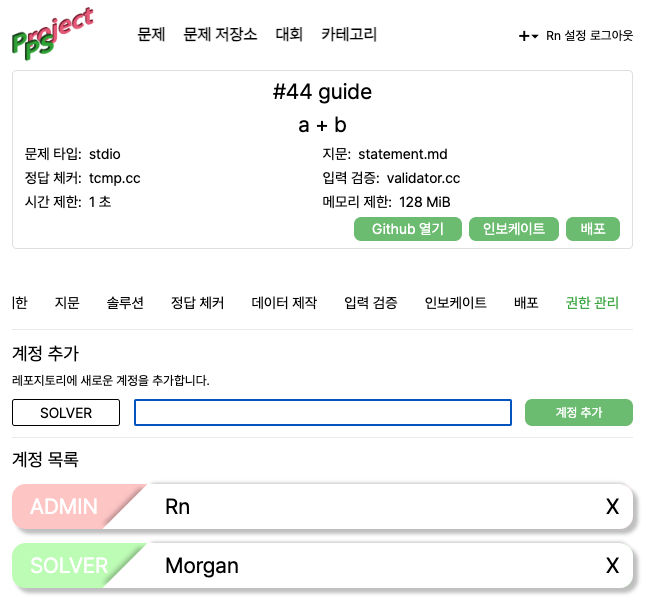 Project PS
문제 문제 저장소 대회 카테고리 Rn 설정 로그아웃
#44 guide
a + b
문제 타입: stdio 지문: statement.md
정답 체커: tcmp.cc 입력 검증: validator.cc
시간 제한: 1 초 메모리 제한: 128 MiB
Github 열기 인보케이트 배포
한 지문 솔루션 정답 체커 데이터 제작 입력 검증 인보케이트 배포 권한 관리
계정 추가
레포지토리에 새로운 계정을 추가합니다.
SOLVER 계정 추가
계정 목록
ADMIN Rn X
SOLVER Morgan X